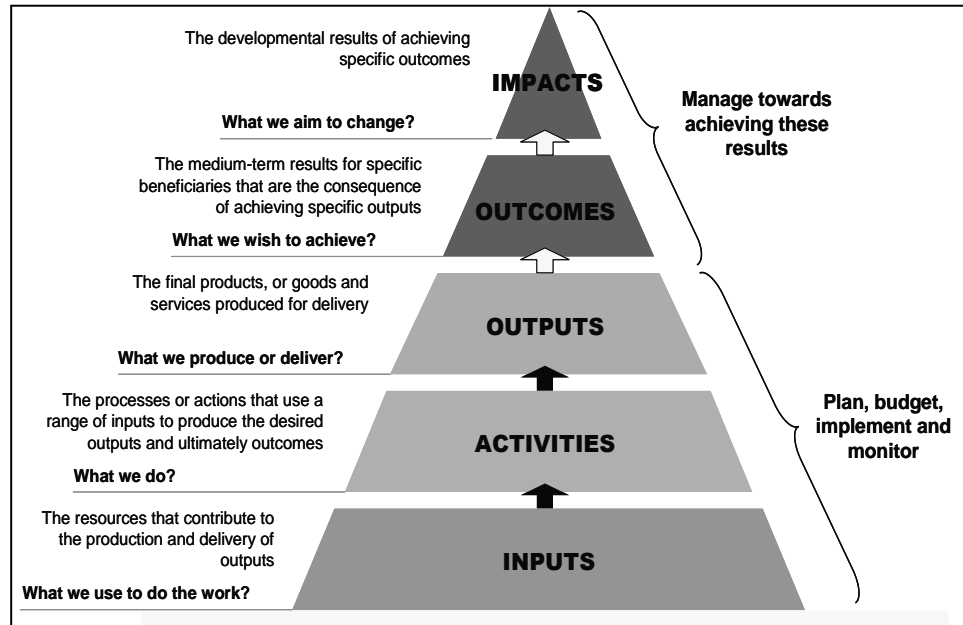 The developmental results of achieving
specific outcomes
IMPACTS
What we aim to change?
Manage towards
achieving these
results
The medium-term results for specific
beneficiaries that are the consequence
of achieving specific outputs
OUTCOMES
What we wish to achieve?
The final products, or goods and
services produced for delivery
OUTPUTS
What we produce or deliver?
The processes or actions that use a
range of inputs to produce the desired
outputs and ultimately outcomes
ACTIVITIES
What we do?
Plan, budget,
implement and
monitor
The resources that contribute to
the production and delivery of
outputs
INPUTS
What we use to do the work?